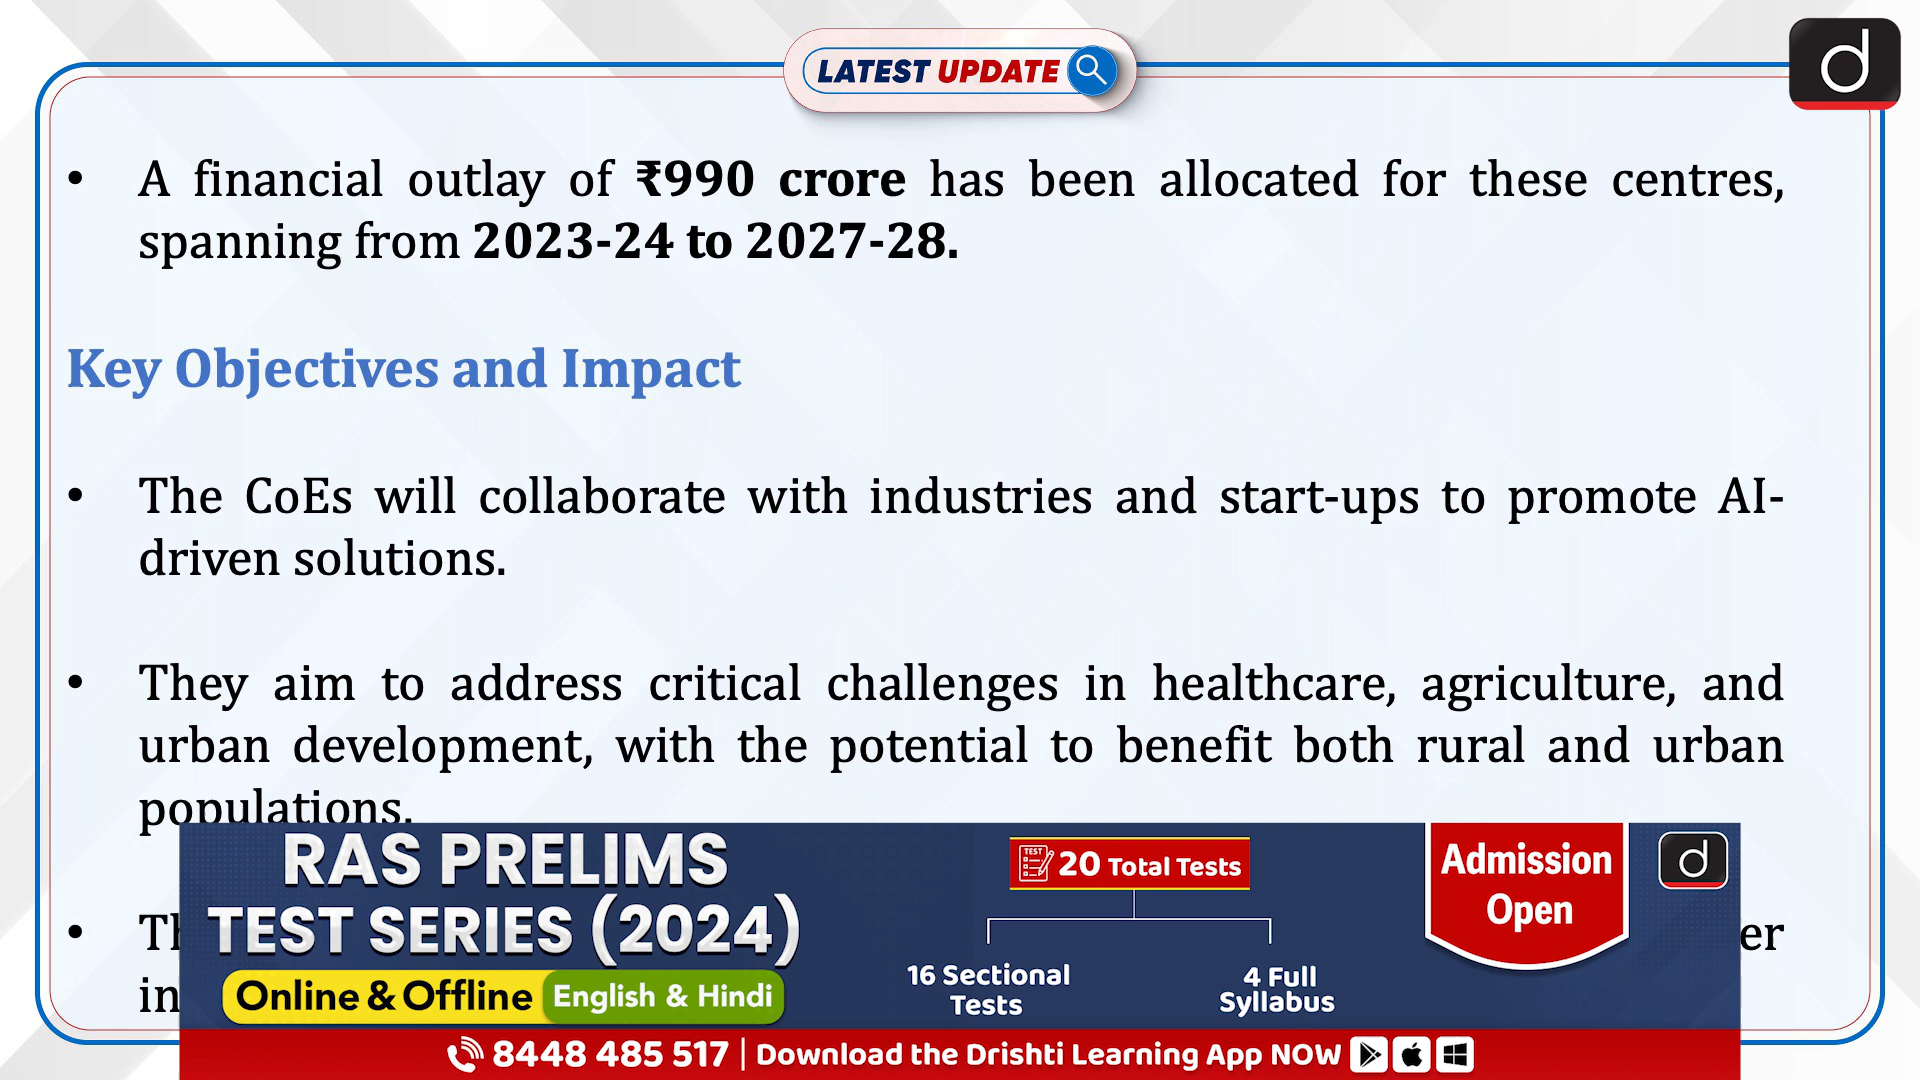 LATEST UPDATE
d
• A financial outlay of ₹990 crore has been allocated for these centres,
spanning from 2023-24 to 2027-28.
Key Objectives and Impact
• The CoEs will collaborate with industries and start-ups to promote AI-
driven solutions.
• They aim to address critical challenges in healthcare, agriculture, and
urban development, with the potential to benefit both rural and urban
populations.
•
RAS PRELIMS
TEST SERIES (2024)
Online & Offline English & Hindi
TEST
20 Total Tests
16 Sectional
Tests
4 Full
Syllabus
Admission
Open
d
8448 485 517 | Download the Drishti Learning App NOW